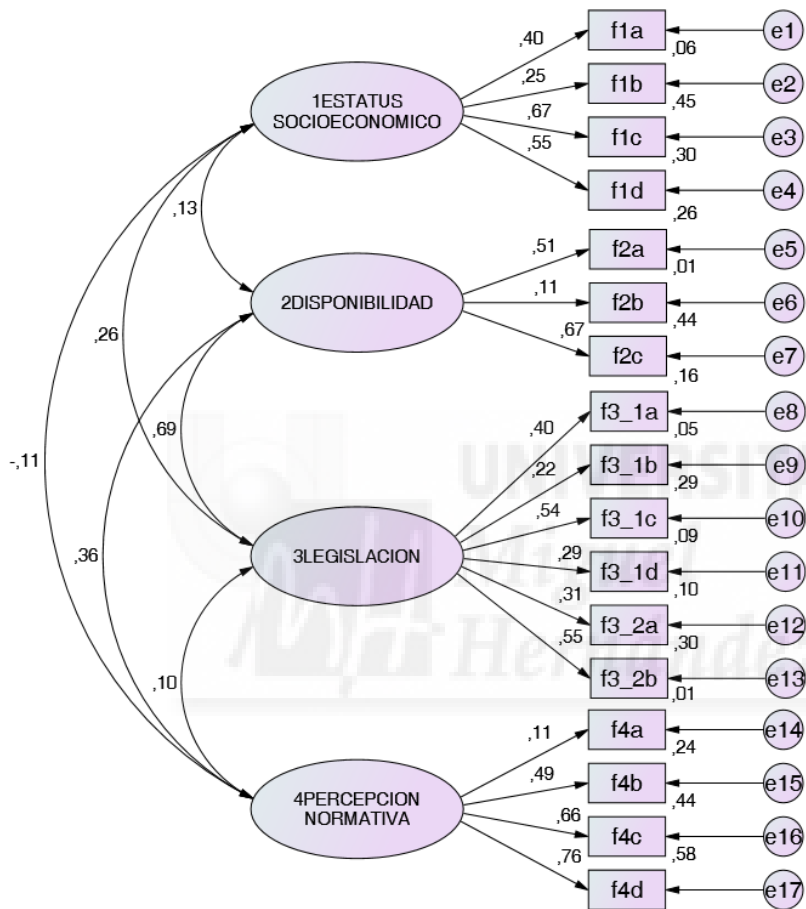 ,40
f1a
,06
e1
,25
f1b
,45
e2
1ESTATUS
SOCIOECONOMICO
,67
f1c
,30
e3
,55
f1d
,26
e4
,13
,51
f2a
,01
e5
2DISPONIBILIDAD
,11
f2b
,44
e6
,67
f2c
,16
e7
,26
,69
,40
f3_1a
,05
e8
,22
f3_1b
,29
e9
-,11
,54
f3_1c
,09
e10
3LEGISLACION
,29
f3_1d
,10
e11
,36
,31
f3_2a
,30
e12
,55
f3_2b
,01
e13
,10
,11
f4a
,24
e14
4PERCEPCION
NORMATIVA
,49
f4b
,44
e15
,66
f4c
,58
e16
,76
f4d
e17
UNIVERSIT
Miguel
Hernánde